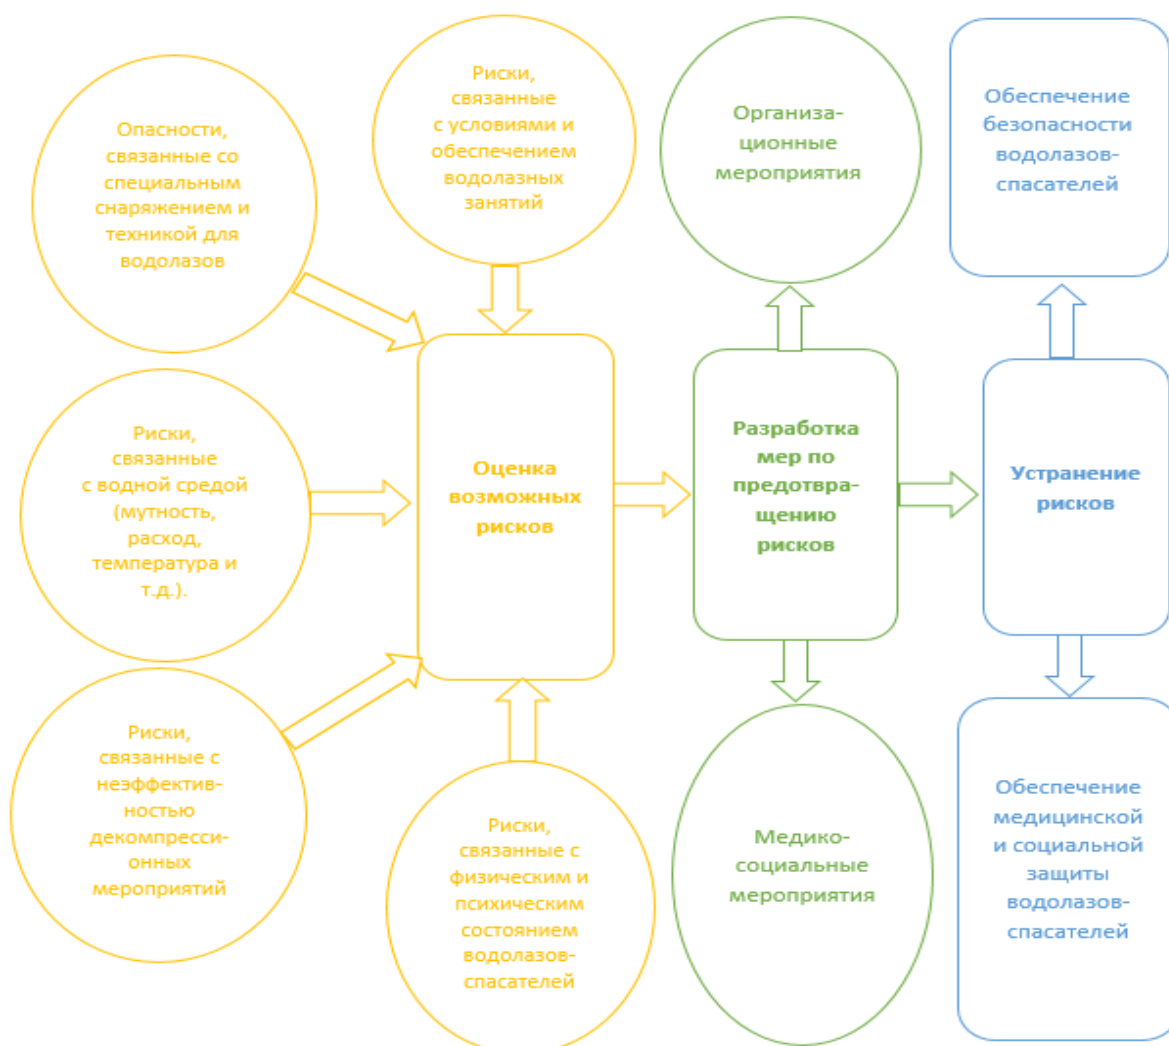 Опасности,
связанные со
специальным
снаряжением и
техникой для
водолазов
Риски,
связанные
с условиями и
обеспечением
водолазных
занятий
Организа-
ционные
мероприятия
Обеспечение
безопасности
водолазов-
спасателей
Риски,
связанные
с водной средой
(мутность,
расход,
температура и
т.д.).
Оценка
возможных
рисков
Разработка
мер по
предотвра-
щению
рисков
Устранение
рисков
Риски,
связанные с
неэффектив-
ностью
декомпресси-
онных
мероприятий
Риски,
связанные с
физическим и
психическим
состоянием
водолазов-
спасателей
Медико-
социальные
мероприятия
Обеспечение
медицинской
и социальной
защиты
водолазов-
спасателей